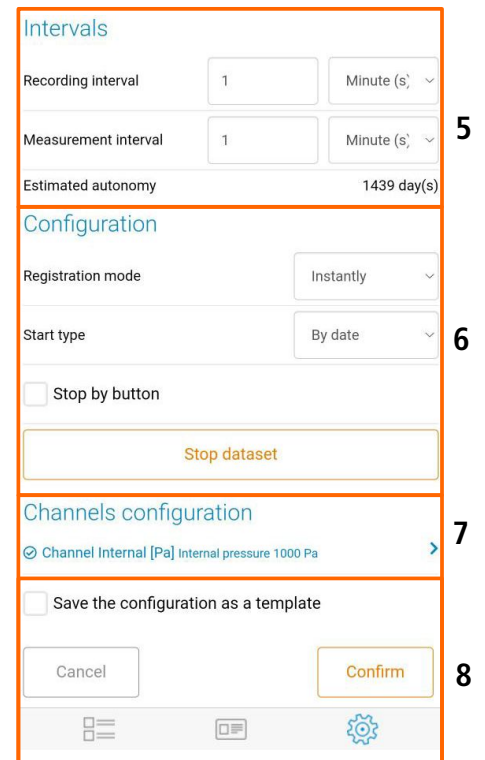 Intervals
Recording interval 1 Minute (s)
5
Measurement interval 1 Minute (s)
Estimated autonomy 1439 day(s)
Configuration
Registration mode Instantly
Start type By date
6
Stop by button
Stop dataset
Channels configuration
7
Channel Internal [Pa] Internal pressure 1000 Pa
Save the configuration as a template
Cancel Confirm
8